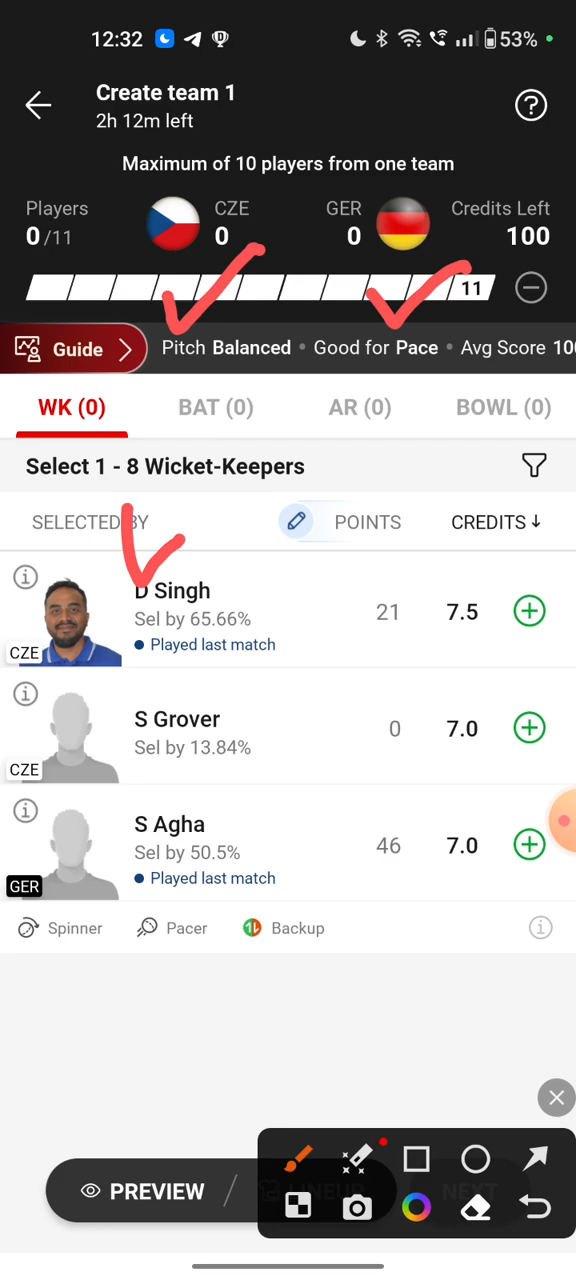 12:32
53%
Create team 1
2h 12m left
Maximum of 10 players from one team
Players CZE GER Credits Left
0/11 0 0 100
11
Guide Pitch Balanced • Good for Pace • Avg Score
WK (0) BAT (0) AR (0) BOWL (0)
Select 1 - 8 Wicket-Keepers
SELECTED BY POINTS CREDITS↓
D Singh
Sel by 65.66% 21 7.5
Played last match
CZE
S Grover
Sel by 13.84% 0 7.0
CZE
S Agha
Sel by 50.5% 46 7.0
Played last match
GER
Spinner Pacer Backup
PREVIEW / LINEUP NEXT